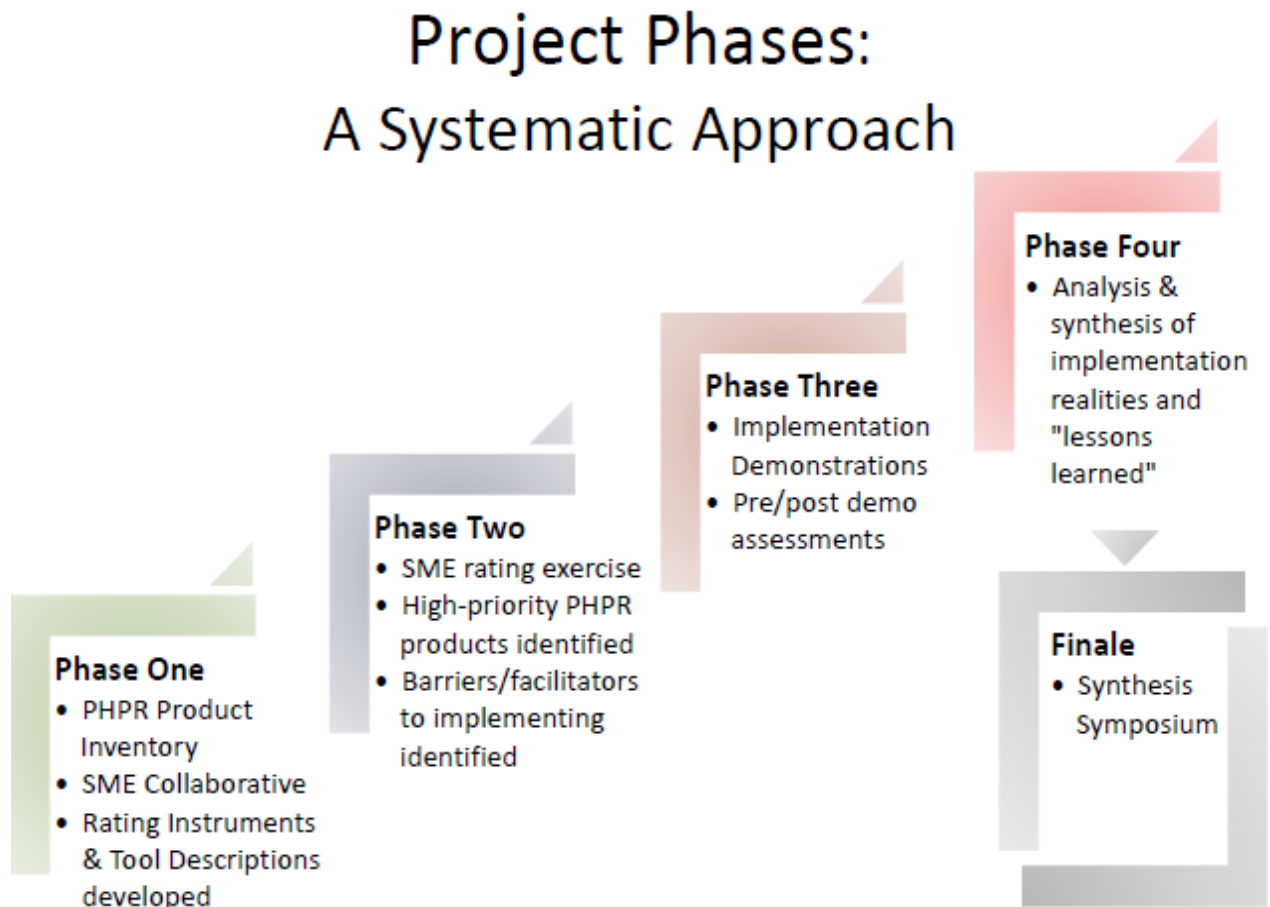 Project Phases:
A Systematic Approach
Phase One
• PHPR Product
Inventory
• SME Collaborative
• Rating Instruments
& Tool Descriptions
developed
Phase Two
• SME rating exercise
• High-priority PHPR
products identified
• Barriers/facilitators
to implementing
identified
Phase Three
• Implementation
Demonstrations
• Pre/post demo
assessments
Phase Four
• Analysis &
synthesis of
implementation
realities and
"lessons
learned"
Finale
• Synthesis
Symposium